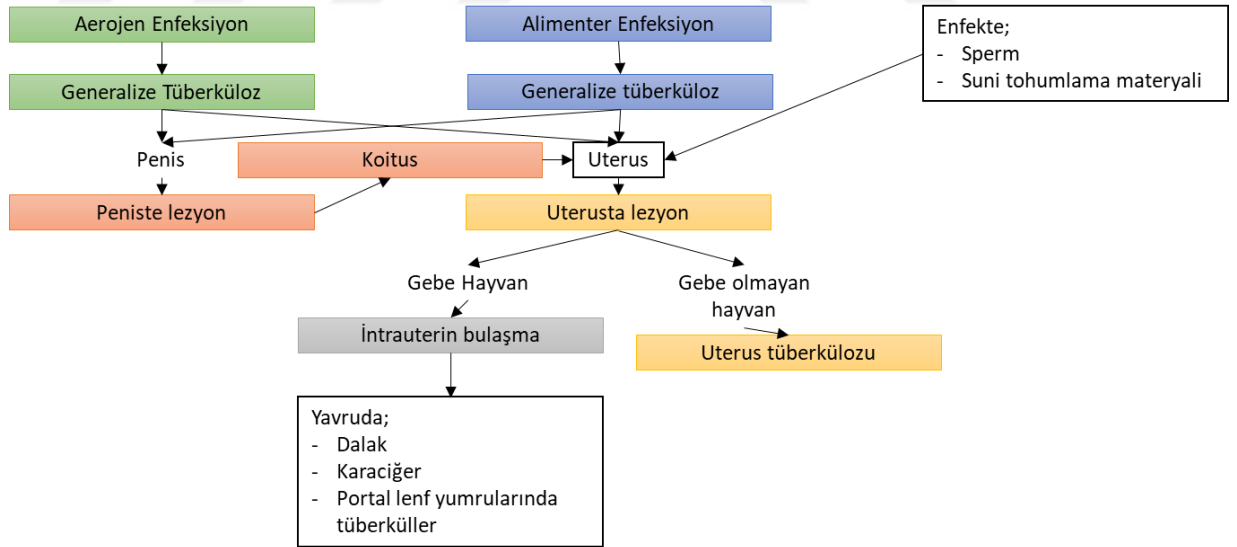 Aerojen Enfeksiyon
Alimenter Enfeksiyon
Enfekte;
- Sperm
- Suni tohumlama materyali
Generalize Tüberküloz
Generalize tüberküloz
Penis
Koitus
Uterus
Peniste lezyon
Uterusta lezyon
Gebe Hayvan
Gebe olmayan
hayvan
İntrauterin bulaşma
Uterus tüberkülozu
Yavruda;
- Dalak
- Karaciğer
- Portal lenf yumrularında
tüberküller